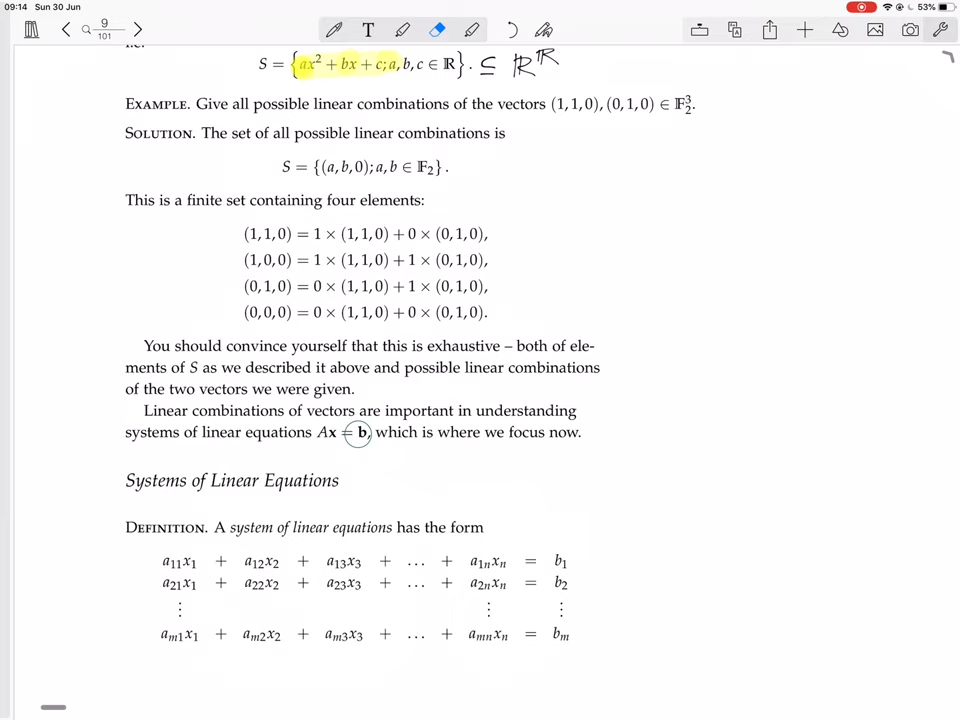 09:14 Sun 30 Jun
53%
9
101
T
i.e.
S = {ax² + bx + c; a, b, c ∈ ℝ}. ⊆ ℝ^ℝ
EXAMPLE. Give all possible linear combinations of the vectors (1, 1, 0), (0, 1, 0) ∈ 𝔽₂³.
SOLUTION. The set of all possible linear combinations is
S = {(a, b, 0); a, b ∈ 𝔽₂}.
This is a finite set containing four elements:
(1, 1, 0) = 1 × (1, 1, 0) + 0 × (0, 1, 0),
(1, 0, 0) = 1 × (1, 1, 0) + 1 × (0, 1, 0),
(0, 1, 0) = 0 × (1, 1, 0) + 1 × (0, 1, 0),
(0, 0, 0) = 0 × (1, 1, 0) + 0 × (0, 1, 0).
You should convince yourself that this is exhaustive – both of ele-
ments of S as we described it above and possible linear combinations
of the two vectors we were given.
Linear combinations of vectors are important in understanding
systems of linear equations Ax = b, which is where we focus now.
Systems of Linear Equations
DEFINITION. A system of linear equations has the form
a₁₁x₁ + a₁₂x₂ + a₁₃x₃ + … + a₁ₙxₙ = b₁
a₂₁x₁ + a₂₂x₂ + a₂₃x₃ + … + a₂ₙxₙ = b₂
⋮ ⋮ ⋮
aₘ₁x₁ + aₘ₂x₂ + aₘ₃x₃ + … + aₘₙxₙ = bₘ